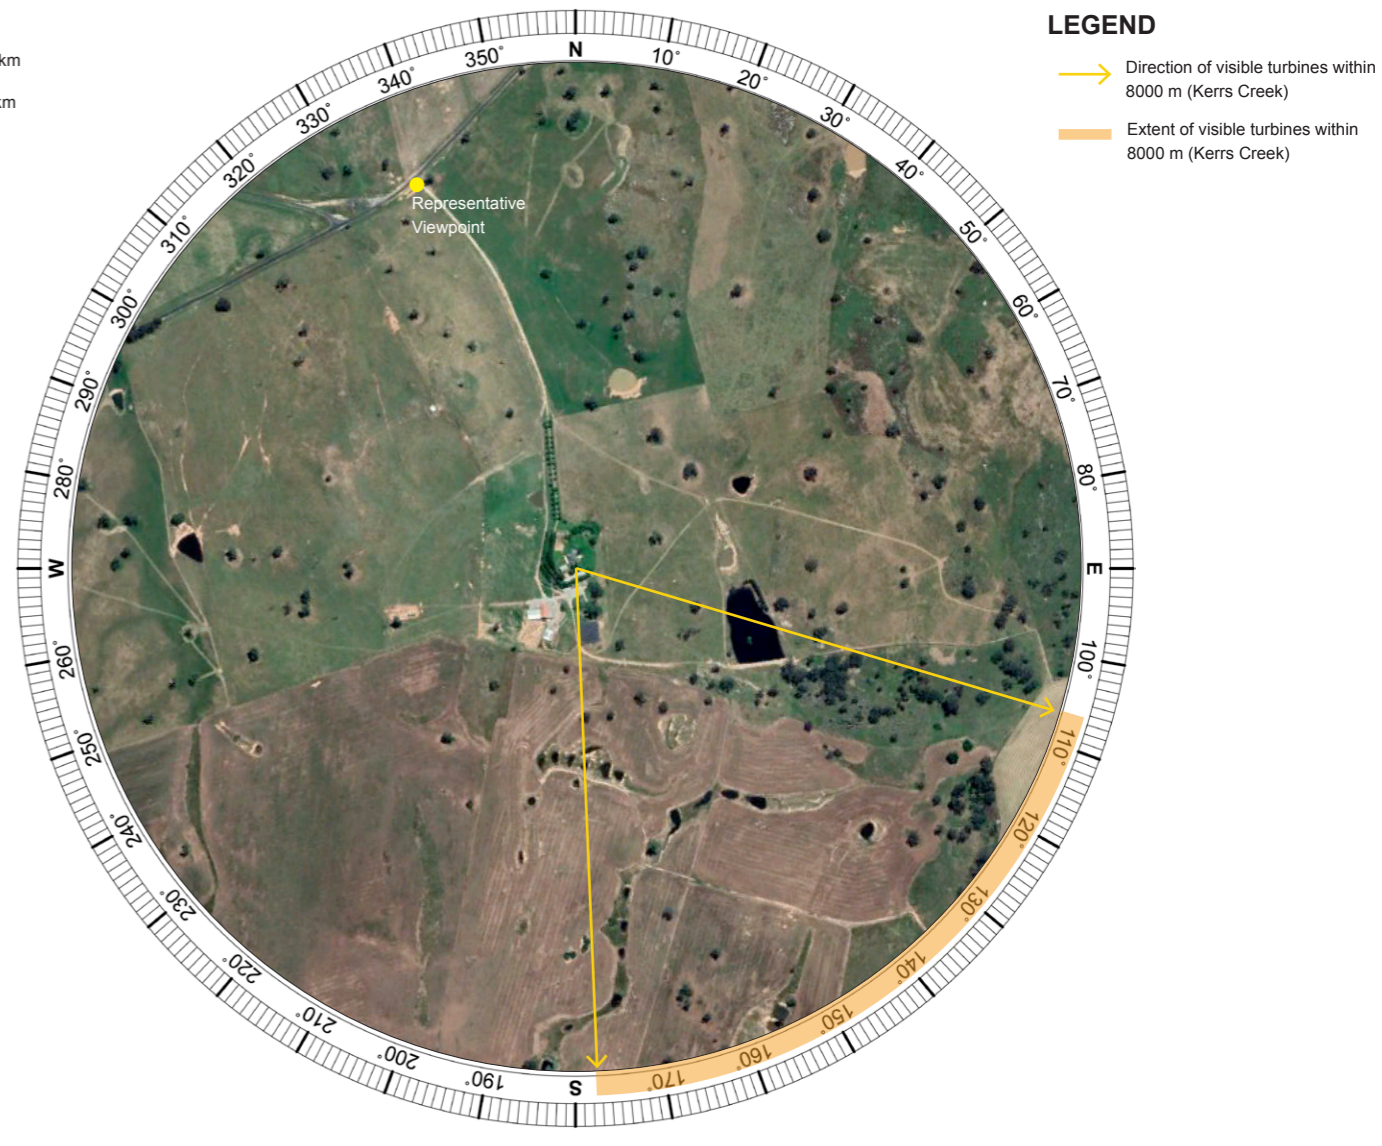 LEGEND
Direction of visible turbines within
8000 m (Kerrs Creek)
Extent of visible turbines within
8000 m (Kerrs Creek)
km
km
N
10°
20°
30°
40°
50°
60°
70°
80°
E
100°
110°
120°
130°
140°
150°
160°
170°
S
190°
200°
210°
220°
230°
240°
250°
260°
W
280°
290°
300°
310°
320°
330°
340°
350°
Representative
Viewpoint